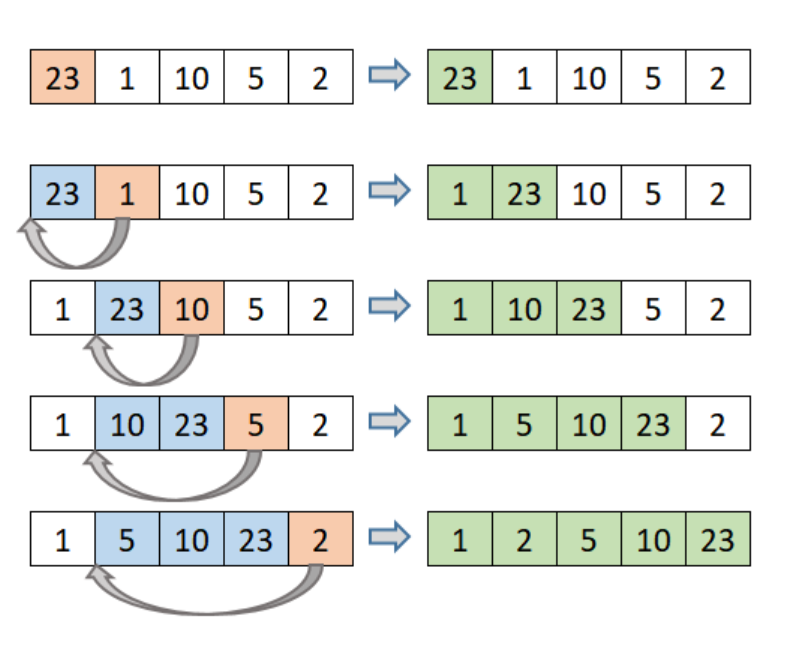 23 1 10 5 2 23 1 10 5 2
23 1 10 5 2 1 23 10 5 2
1 23 10 5 2 1 10 23 5 2
1 10 23 5 2 1 5 10 23 2
1 5 10 23 2 1 2 5 10 23